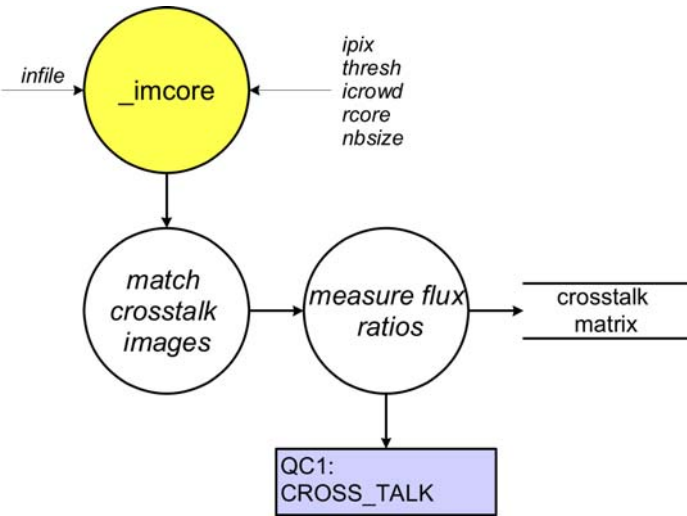 infile
_imcore
ipix
thresh
icrowd
rcore
nbsize
match
crosstalk
images
measure flux
ratios
crosstalk
matrix
QC1:
CROSS_TALK